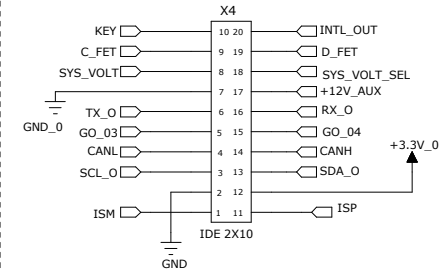 X4
KEY 10 20 INTL_OUT
C_FET 9 19 D_FET
SYS_VOLT 8 18 SYS_VOLT_SEL
7 17 +12V_AUX
GND_0
TX_O 6 16 RX_O
GO_03 5 15 GO_04
CANL 4 14 CANH
+3.3V_0
SCL_O 3 13 SDA_O
2 12
ISM 1 11 ISP
IDE 2X10
GND